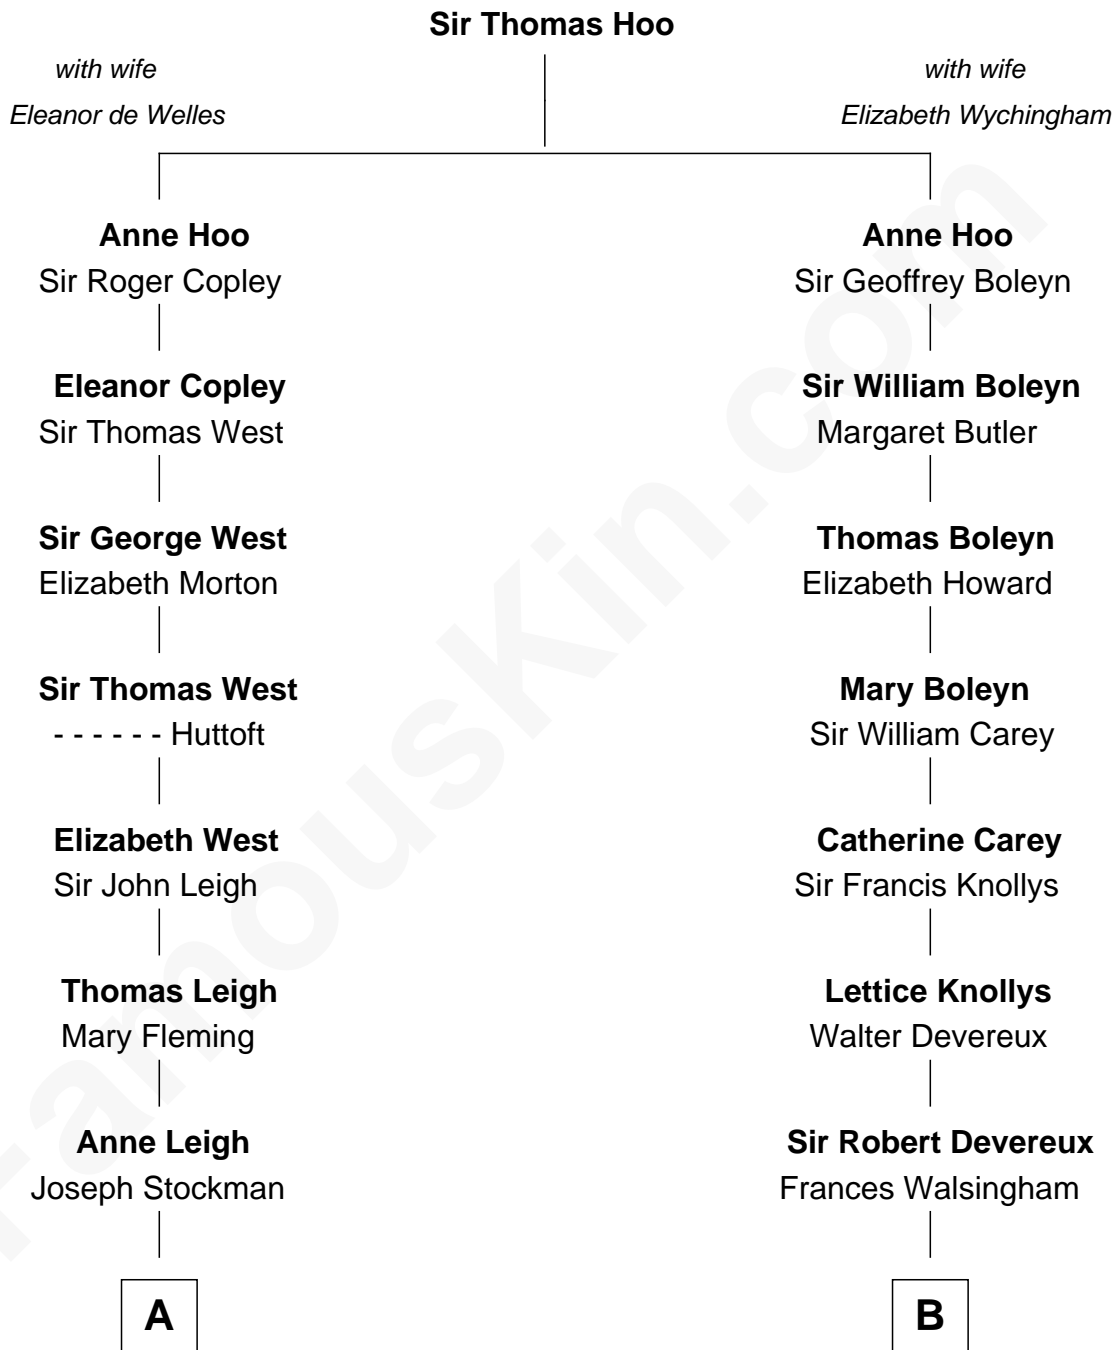 Sir Thomas Hoo
with wife
Eleanor de Welles
with wife
Elizabeth Wychingham
Anne Hoo
Sir Roger Copley
Anne Hoo
Sir Geoffrey Boleyn
Eleanor Copley
Sir Thomas West
Sir William Boleyn
Margaret Butler
Sir George West
Elizabeth Morton
Thomas Boleyn
Elizabeth Howard
Sir Thomas West
- - - - - - Huttoft
Mary Boleyn
Sir William Carey
Elizabeth West
Sir John Leigh
Catherine Carey
Sir Francis Knollys
Thomas Leigh
Mary Fleming
Lettice Knollys
Walter Devereux
Anne Leigh
Joseph Stockman
Sir Robert Devereux
Frances Walsingham
A
B
FamousKin.com